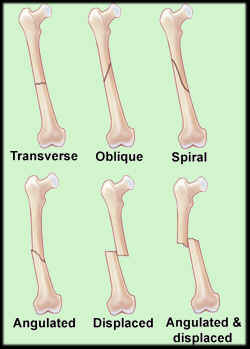 Transverse
Oblique
Spiral
Angulated
Displaced
Angulated &
displaced